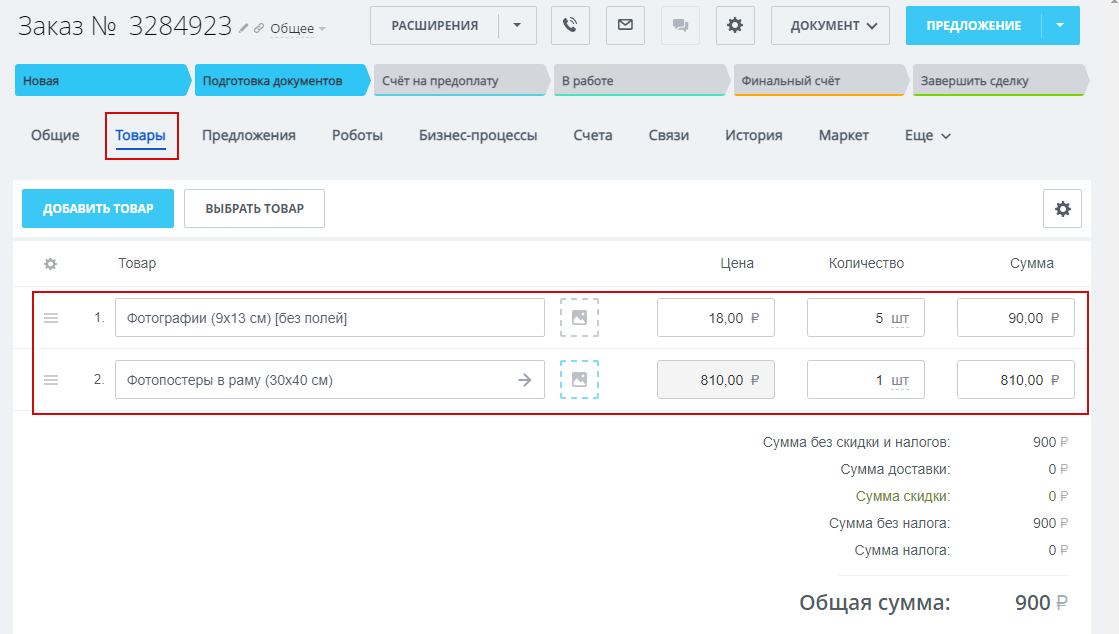 Заказ № 3284923 Общее
РАСШИРЕНИЯ ДОКУМЕНТ ПРЕДЛОЖЕНИЕ
Новая Подготовка документов Счёт на предоплату В работе Финальный счёт Завершить сделку
Общие Товары Предложения Роботы Бизнес-процессы Счета Связи История Маркет Еще
ДОБАВИТЬ ТОВАР ВЫБРАТЬ ТОВАР
Товар Цена Количество Сумма
1. Фотографии (9x13 см) [без полей] 18,00 ₽ 5 шт 90,00 ₽
2. Фотопостеры в раму (30x40 см) 810,00 ₽ 1 шт 810,00 ₽
Сумма без скидки и налогов: 900 ₽
Сумма доставки: 0 ₽
Сумма скидки: 0 ₽
Сумма без налога: 900 ₽
Сумма налога: 0 ₽
Общая сумма: 900 ₽